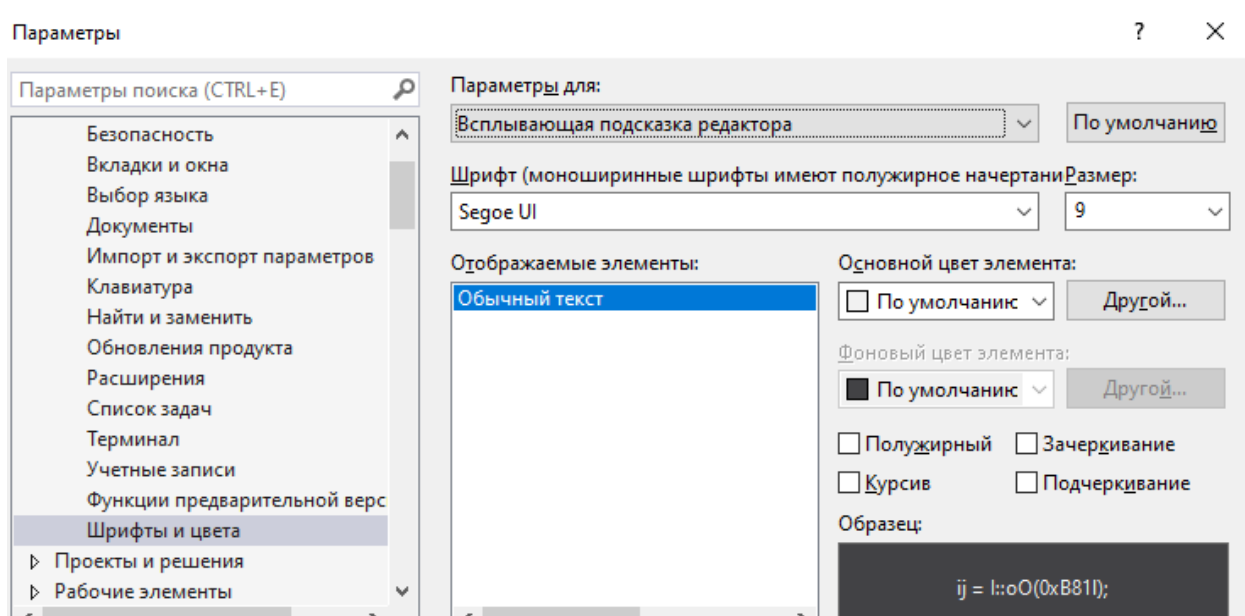 Параметры
?
Параметры поиска (CTRL+E)
Безопасность
Вкладки и окна
Выбор языка
Документы
Импорт и экспорт параметров
Клавиатура
Найти и заменить
Обновления продукта
Расширения
Список задач
Терминал
Учетные записи
Функции предварительной верс
Шрифты и цвета
Проекты и решения
Рабочие элементы
Параметры для:
Всплывающая подсказка редактора
По умолчанию
Шрифт (моноширинные шрифты имеют полужирное начертани
Размер:
Segoe UI
9
Отображаемые элементы:
Обычный текст
Основной цвет элемента:
По умолчанию
Другой...
Фоновый цвет элемента:
По умолчанию
Другой...
Полужирный
Зачеркивание
Курсив
Подчеркивание
Образец:
ij = I::oO(0xB81l);